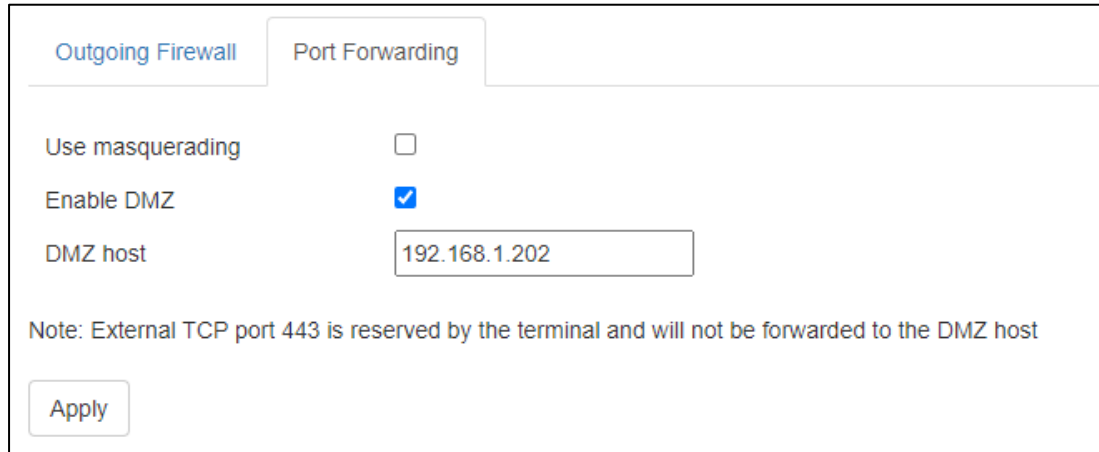 Outgoing Firewall Port Forwarding
Use masquerading
Enable DMZ
DMZ host 192.168.1.202
Note: External TCP port 443 is reserved by the terminal and will not be forwarded to the DMZ host
Apply